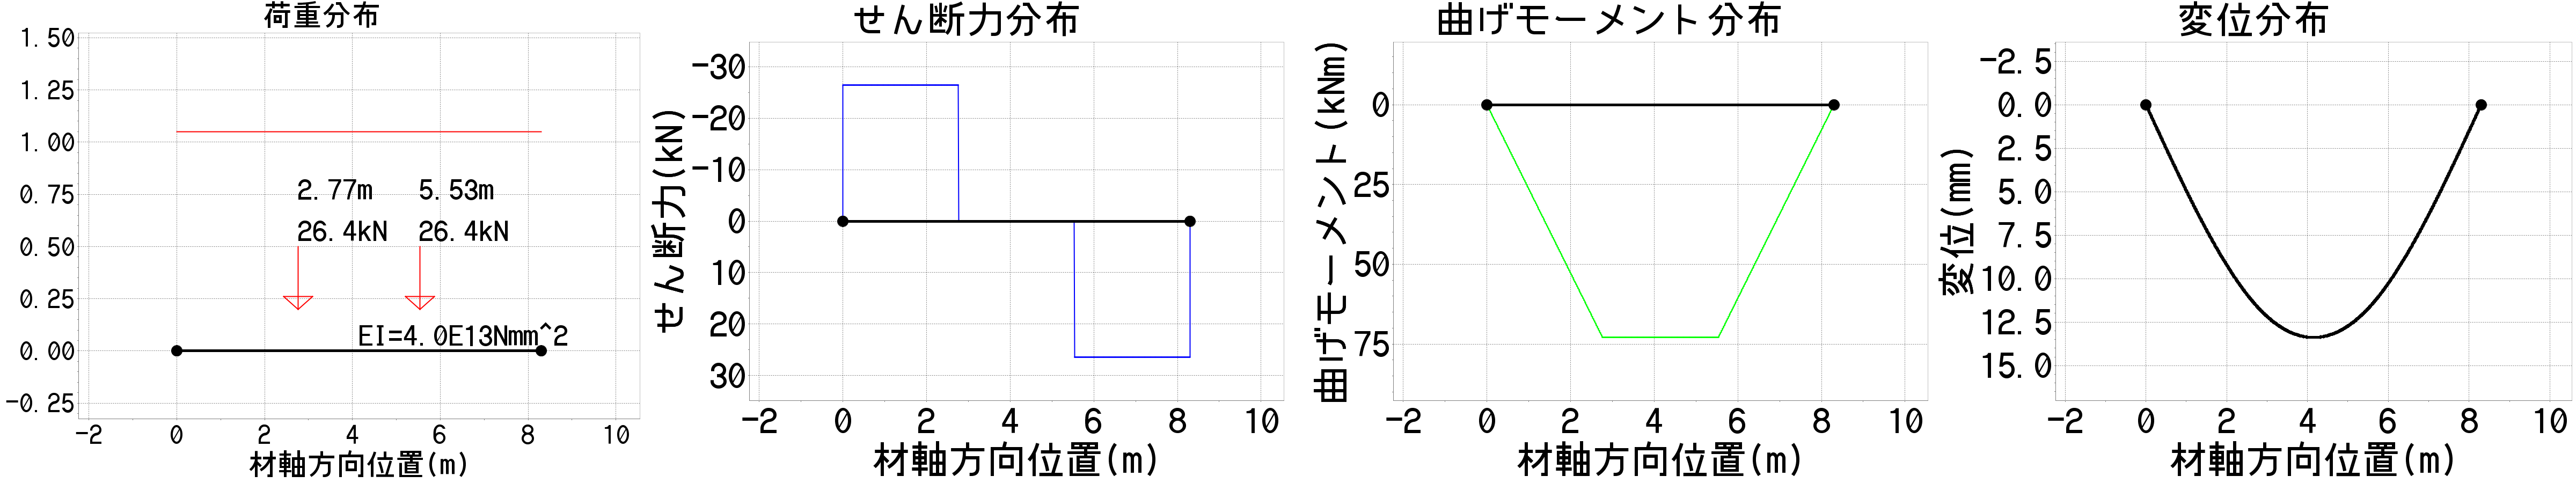 荷重分布
1.50
1.25
1.00
0.75
0.50
0.25
0.00
-0.25
2.77m 5.53m
26.4kN 26.4kN
EI=4.0E13Nmm^2
-2 0 2 4 6 8 10
材軸方向位置(m)
せん断力分布
せん断力(kN)
-30
-20
-10
0
10
20
30
-2 0 2 4 6 8 10
材軸方向位置(m)
曲げモーメント分布
曲げモーメント(kNm)
0
25
50
75
-2 0 2 4 6 8 10
材軸方向位置(m)
変位分布
変位(mm)
-2.5
0.0
2.5
5.0
7.5
10.0
12.5
15.0
-2 0 2 4 6 8 10
材軸方向位置(m)